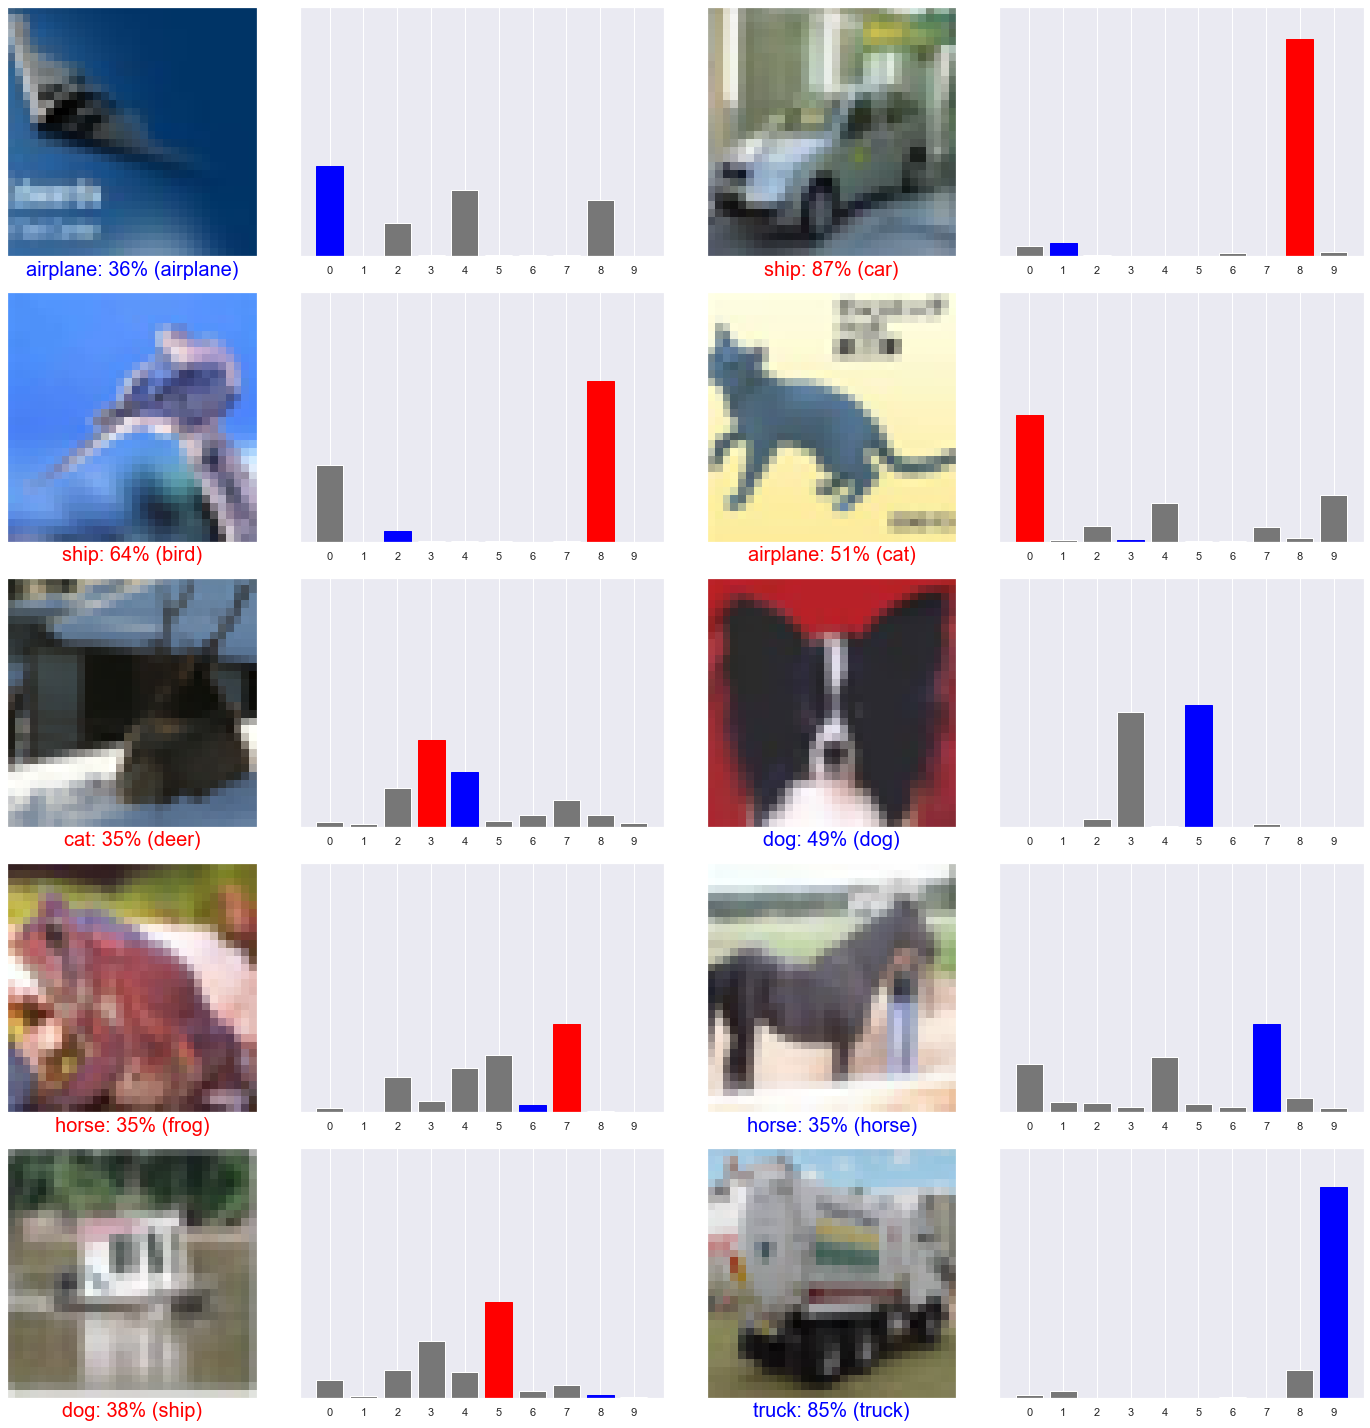 0 1 2 3 4 5 6 7 8 9
airplane: 36% (airplane)
0 1 2 3 4 5 6 7 8 9
ship: 87% (car)
0 1 2 3 4 5 6 7 8 9
ship: 64% (bird)
0 1 2 3 4 5 6 7 8 9
airplane: 51% (cat)
0 1 2 3 4 5 6 7 8 9
cat: 35% (deer)
0 1 2 3 4 5 6 7 8 9
dog: 49% (dog)
0 1 2 3 4 5 6 7 8 9
horse: 35% (frog)
0 1 2 3 4 5 6 7 8 9
horse: 35% (horse)
0 1 2 3 4 5 6 7 8 9
dog: 38% (ship)
0 1 2 3 4 5 6 7 8 9
truck: 85% (truck)